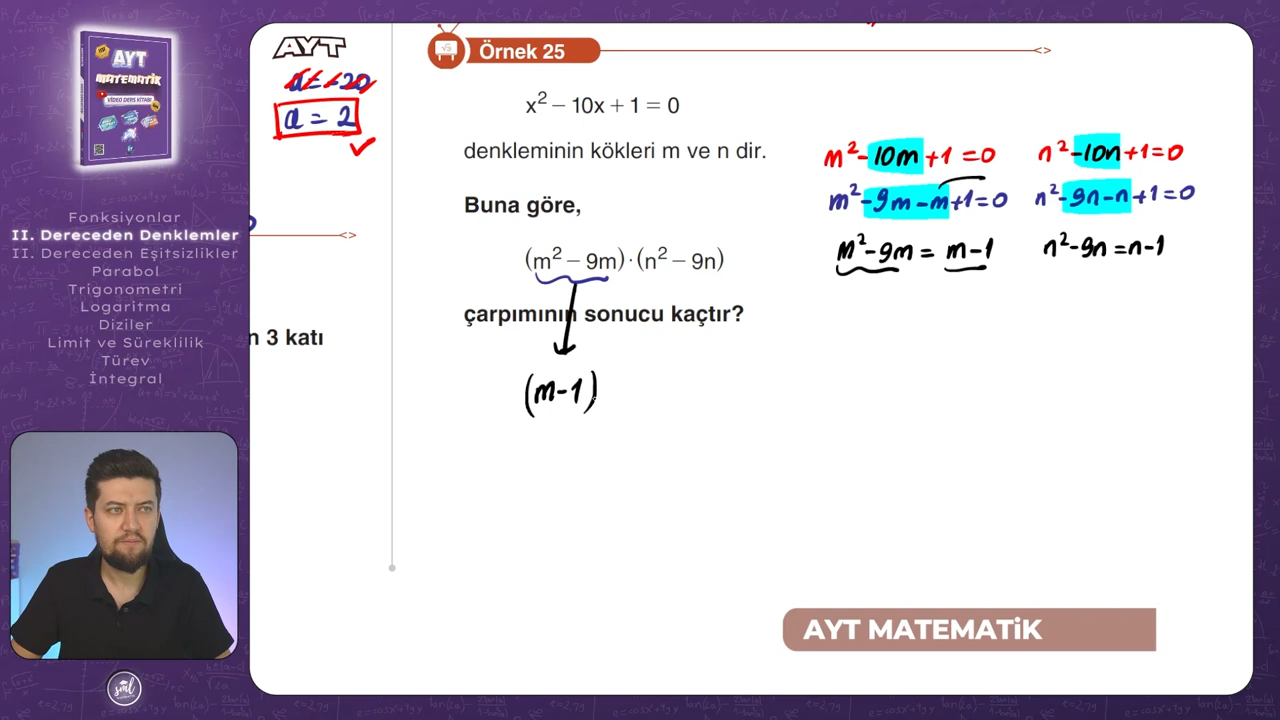 AYT
MATEMATİK
VİDEO DERS KİTABI
Fonksiyonlar
II. Dereceden Denklemler
II. Dereceden Eşitsizlikler
Parabol
Trigonometri
Logaritma
Diziler
Limit ve Süreklilik
Türev
İntegral
sml
AYT
a = -20
a = 2
n 3 katı
Örnek 25
x² − 10x + 1 = 0
denkleminin kökleri m ve n dir.
Buna göre,
(m² − 9m) · (n² − 9n)
çarpımının sonucu kaçtır?
(m-1)
m²-10m+1=0
m²-9m-m+1=0
m²-9m = m-1
n²-10n+1=0
n²-9n-n+1=0
n²-9n=n-1
AYT MATEMATiK